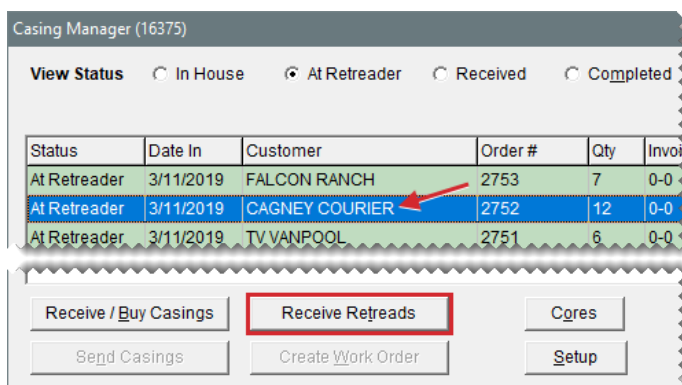 Casing Manager (16375)
View Status In House At Retreader Received Completed
Status Date In Customer Order # Qty Invoi
At Retreader 3/11/2019 FALCON RANCH 2753 7 0-0
At Retreader 3/11/2019 CAGNEY COURIER 2752 12 0-0
At Retreader 3/11/2019 TV VANPOOL 2751 6 0-0
Receive / Buy Casings Receive Retreads Cores
Send Casings Create Work Order Setup